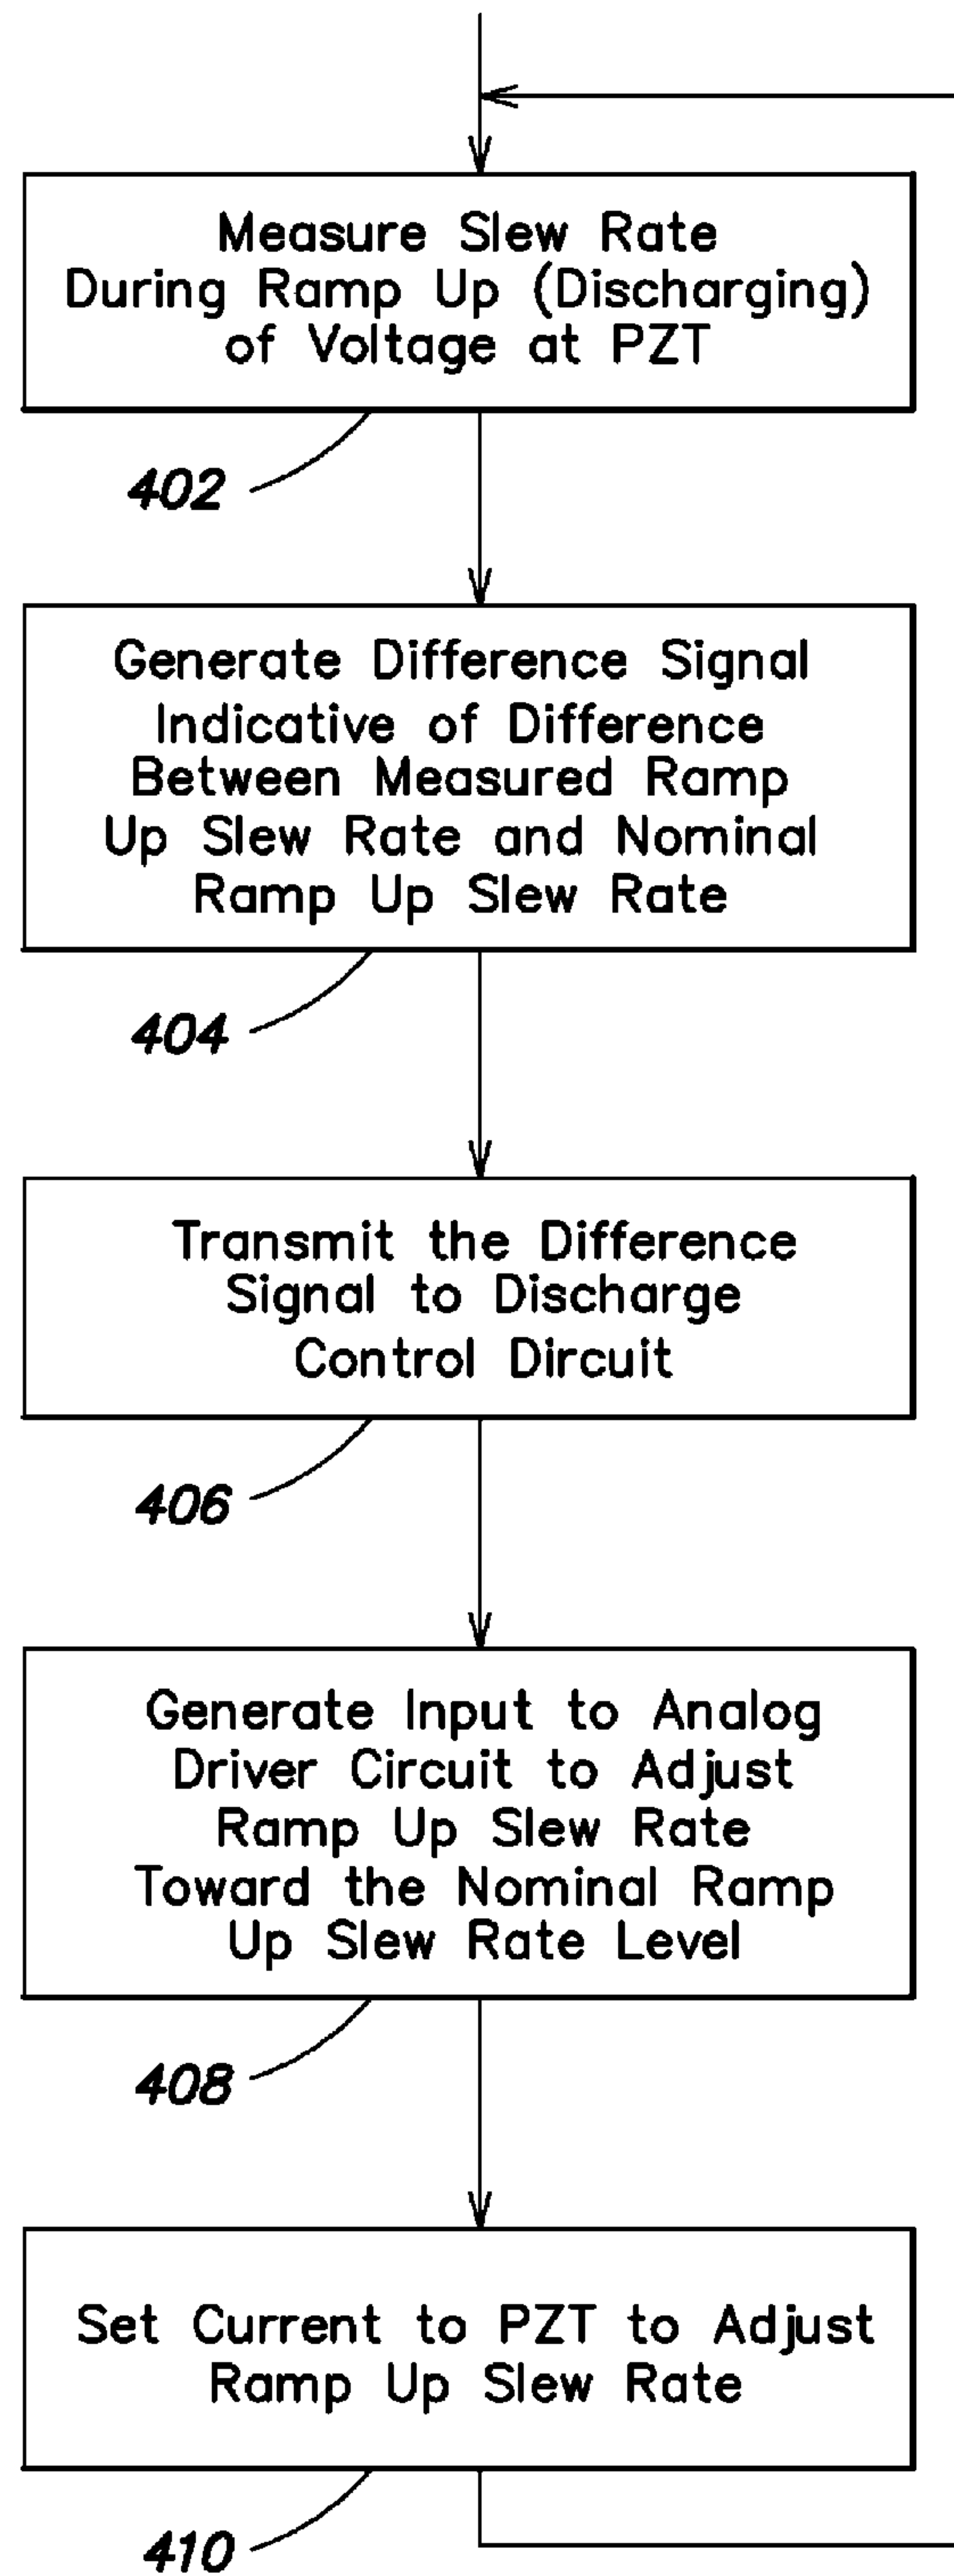 Measure Slew Rate
During Ramp Up (Discharging)
of Voltage at PZT
402
Generate Difference Signal
Indicative of Difference
Between Measured Ramp
Up Slew Rate and Nominal
Ramp Up Slew Rate
404
Transmit the Difference
Signal to Discharge
Control Dircuit
406
Generate Input to Analog
Driver Circuit to Adjust
Ramp Up Slew Rate
Toward the Nominal Ramp
Up Slew Rate Level
408
Set Current to PZT to Adjust
Ramp Up Slew Rate
410